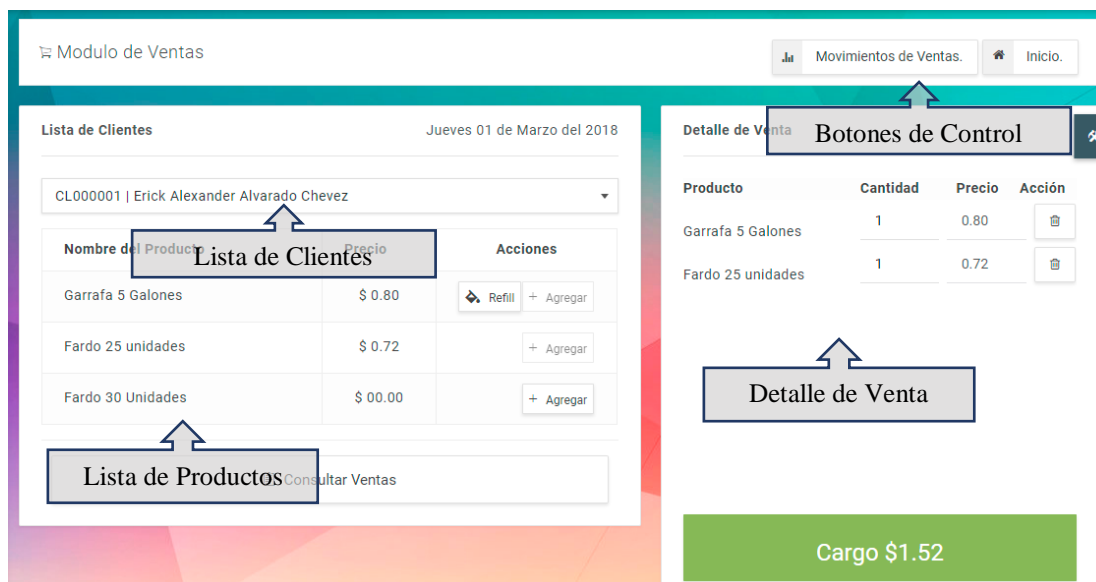 Modulo de Ventas
Movimientos de Ventas.
Inicio.
Botones de Control
Lista de Clientes
Jueves 01 de Marzo del 2018
CL000001 | Erick Alexander Alvarado Chevez
Lista de Clientes
Nombre del Producto Precio Acciones
Garrafa 5 Galones $ 0.80 Refill + Agregar
Fardo 25 unidades $ 0.72 + Agregar
Fardo 30 Unidades $ 00.00 + Agregar
Lista de Productos
Consultar Ventas
Detalle de Venta
Producto Cantidad Precio Acción
Garrafa 5 Galones 1 0.80
Fardo 25 unidades 1 0.72
Detalle de Venta
Cargo $1.52